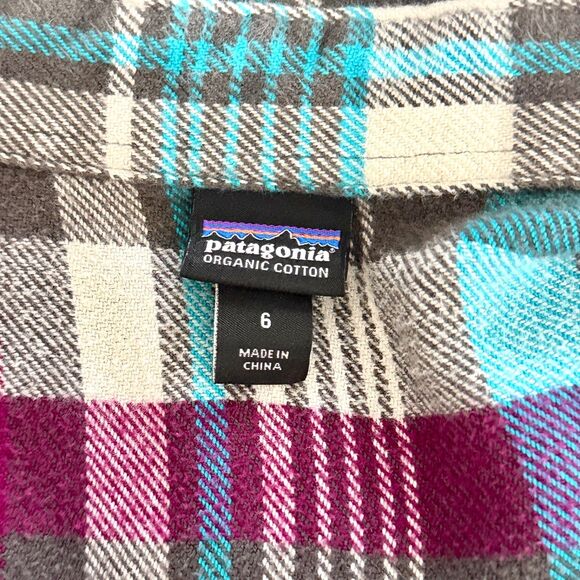 patagonia
ORGANIC COTTON
6
MADE IN
CHINA